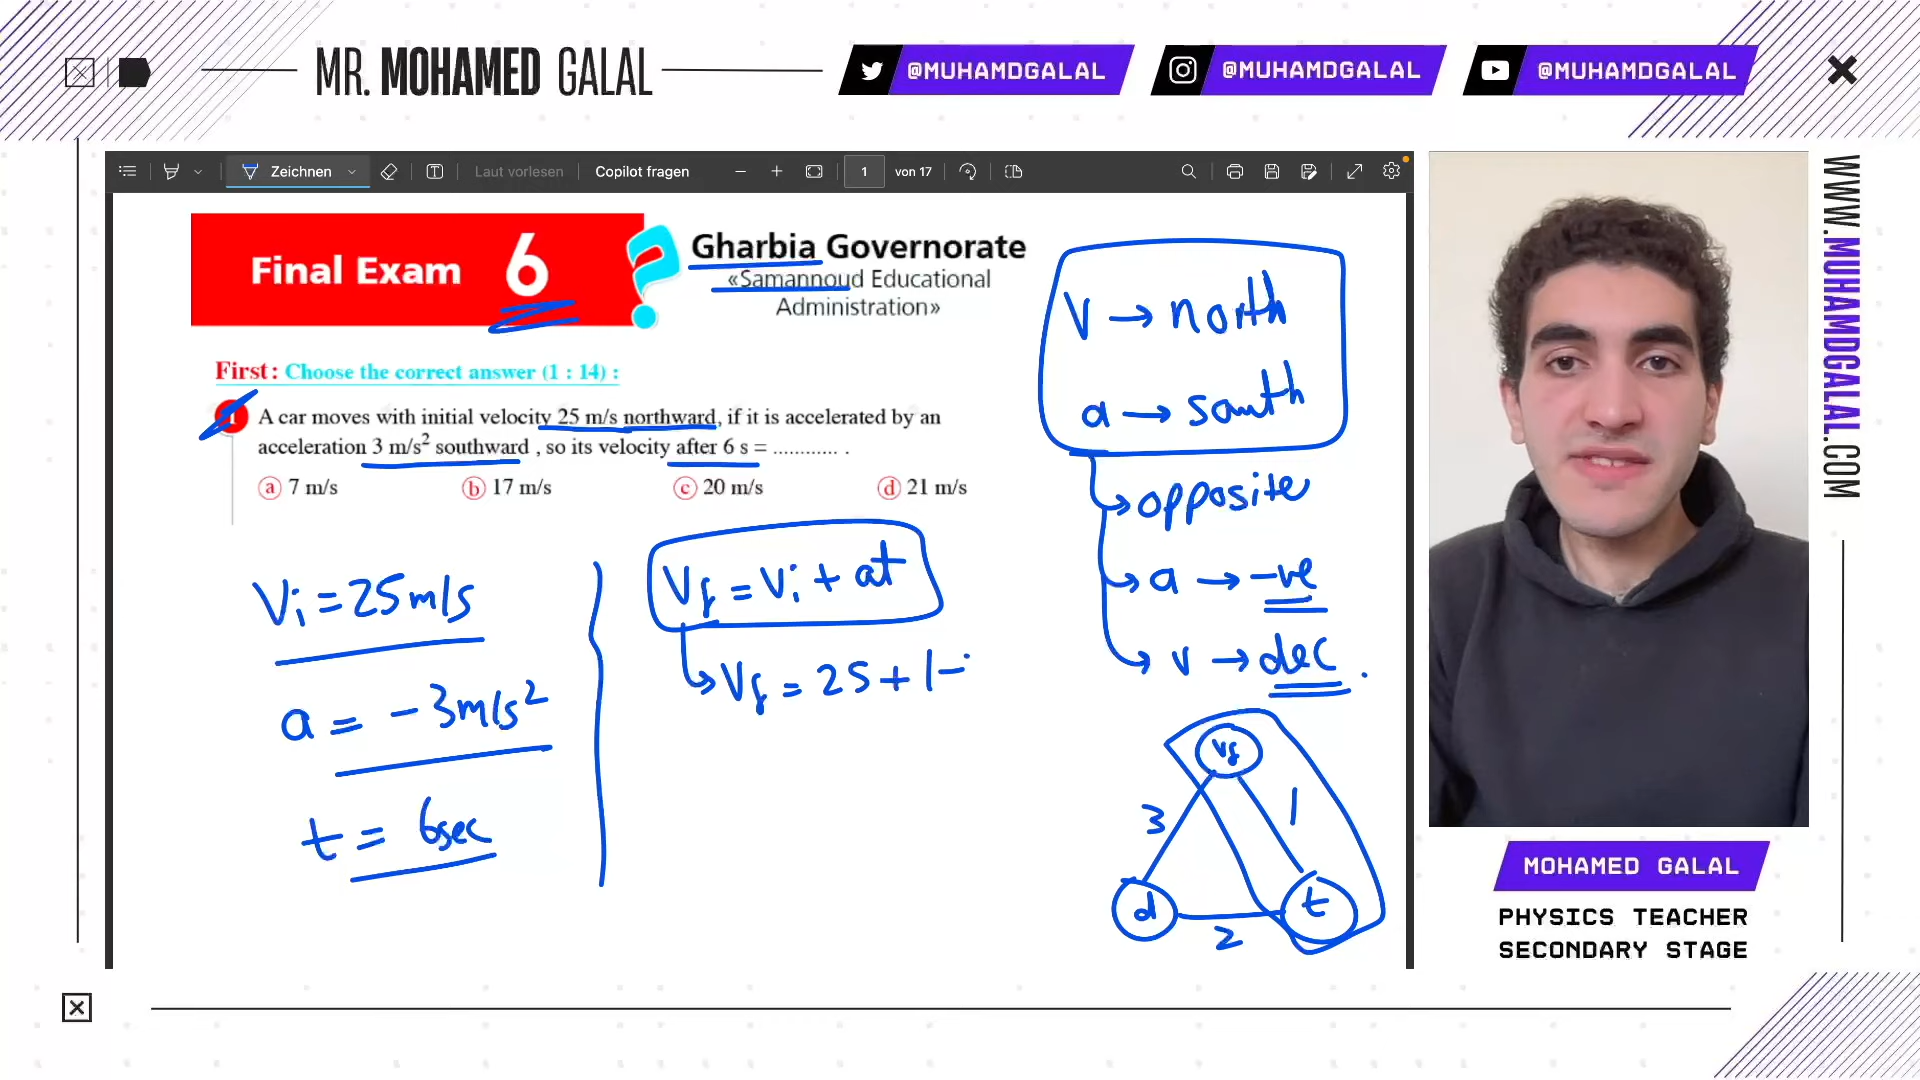 MR. MOHAMED GALAL
@MUHAMDGALAL
@MUHAMDGALAL
@MUHAMDGALAL
Zeichnen
Laut vorlesen
Copilot fragen
1
von 17
Final Exam 6
Gharbia Governorate
«Samannoud Educational
Administration»
First: Choose the correct answer (1 : 14) :
1 A car moves with initial velocity 25 m/s northward, if it is accelerated by an
acceleration 3 m/s² southward , so its velocity after 6 s = ............ .
a 7 m/s
b 17 m/s
c 20 m/s
d 21 m/s
Vi = 25 m/s
a = - 3 m/s²
t = 6 sec
Vf = Vi + at
Vf = 25 + (-
V → north
a → south
opposite
a → -ve
v → dec.
Vf
3
1
d
t
2
WWW.MUHAMDGALAL.COM
MOHAMED GALAL
PHYSICS TEACHER
SECONDARY STAGE